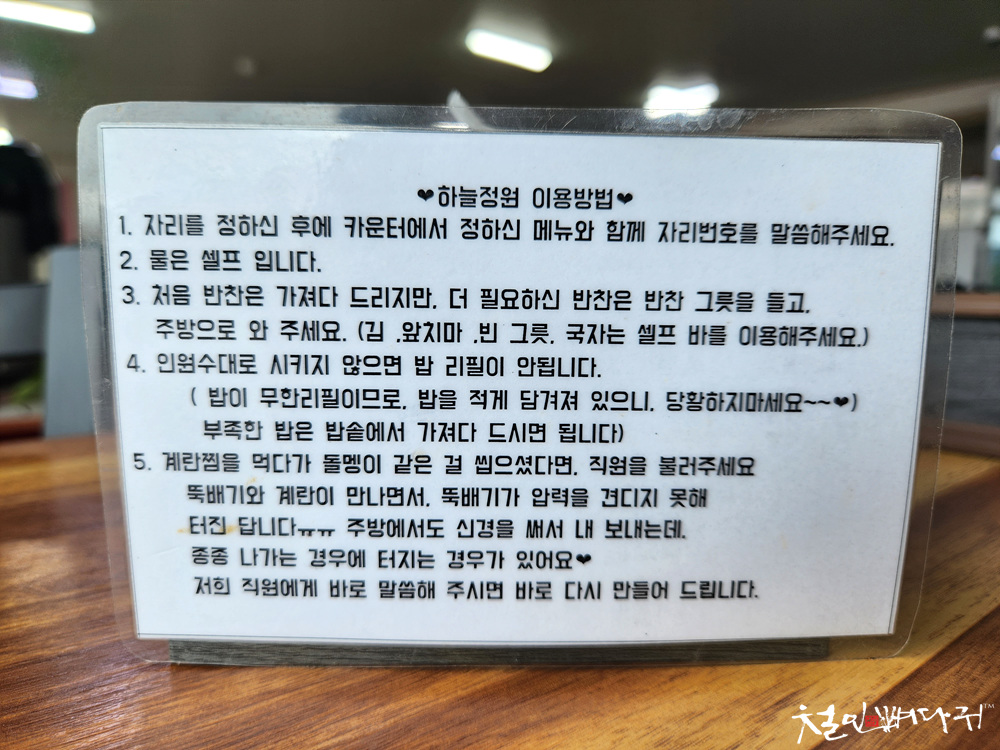 ❤하늘정원 이용방법❤
1. 자리를 정하신 후에 카운터에서 정하신 메뉴와 함께 자리번호를 말씀해주세요.
2. 물은 셀프 입니다.
3. 처음 반찬은 가져다 드리지만, 더 필요하신 반찬은 반찬 그릇을 들고,
주방으로 와 주세요. (김 .앞치마 .빈 그릇. 국자는 셀프 바를 이용해주세요.)
4. 인원수대로 시키지 않으면 밥 리필이 안됩니다.
( 밥이 무한리필이므로, 밥을 적게 담겨져 있으니, 당황하지마세요~~❤)
부족한 밥은 밥솥에서 가져다 드시면 됩니다)
5. 계란찜을 먹다가 돌멩이 같은 걸 씹으셨다면, 직원을 불러주세요
뚝배기와 계란이 만나면서, 뚝배기가 압력을 견디지 못해
터진 답니다ㅠㅠ 주방에서도 신경을 써서 내 보내는데,
종종 나가는 경우에 터지는 경우가 있어요❤
저희 직원에게 바로 말씀해 주시면 바로 다시 만들어 드립니다.
철민뼈다귀™